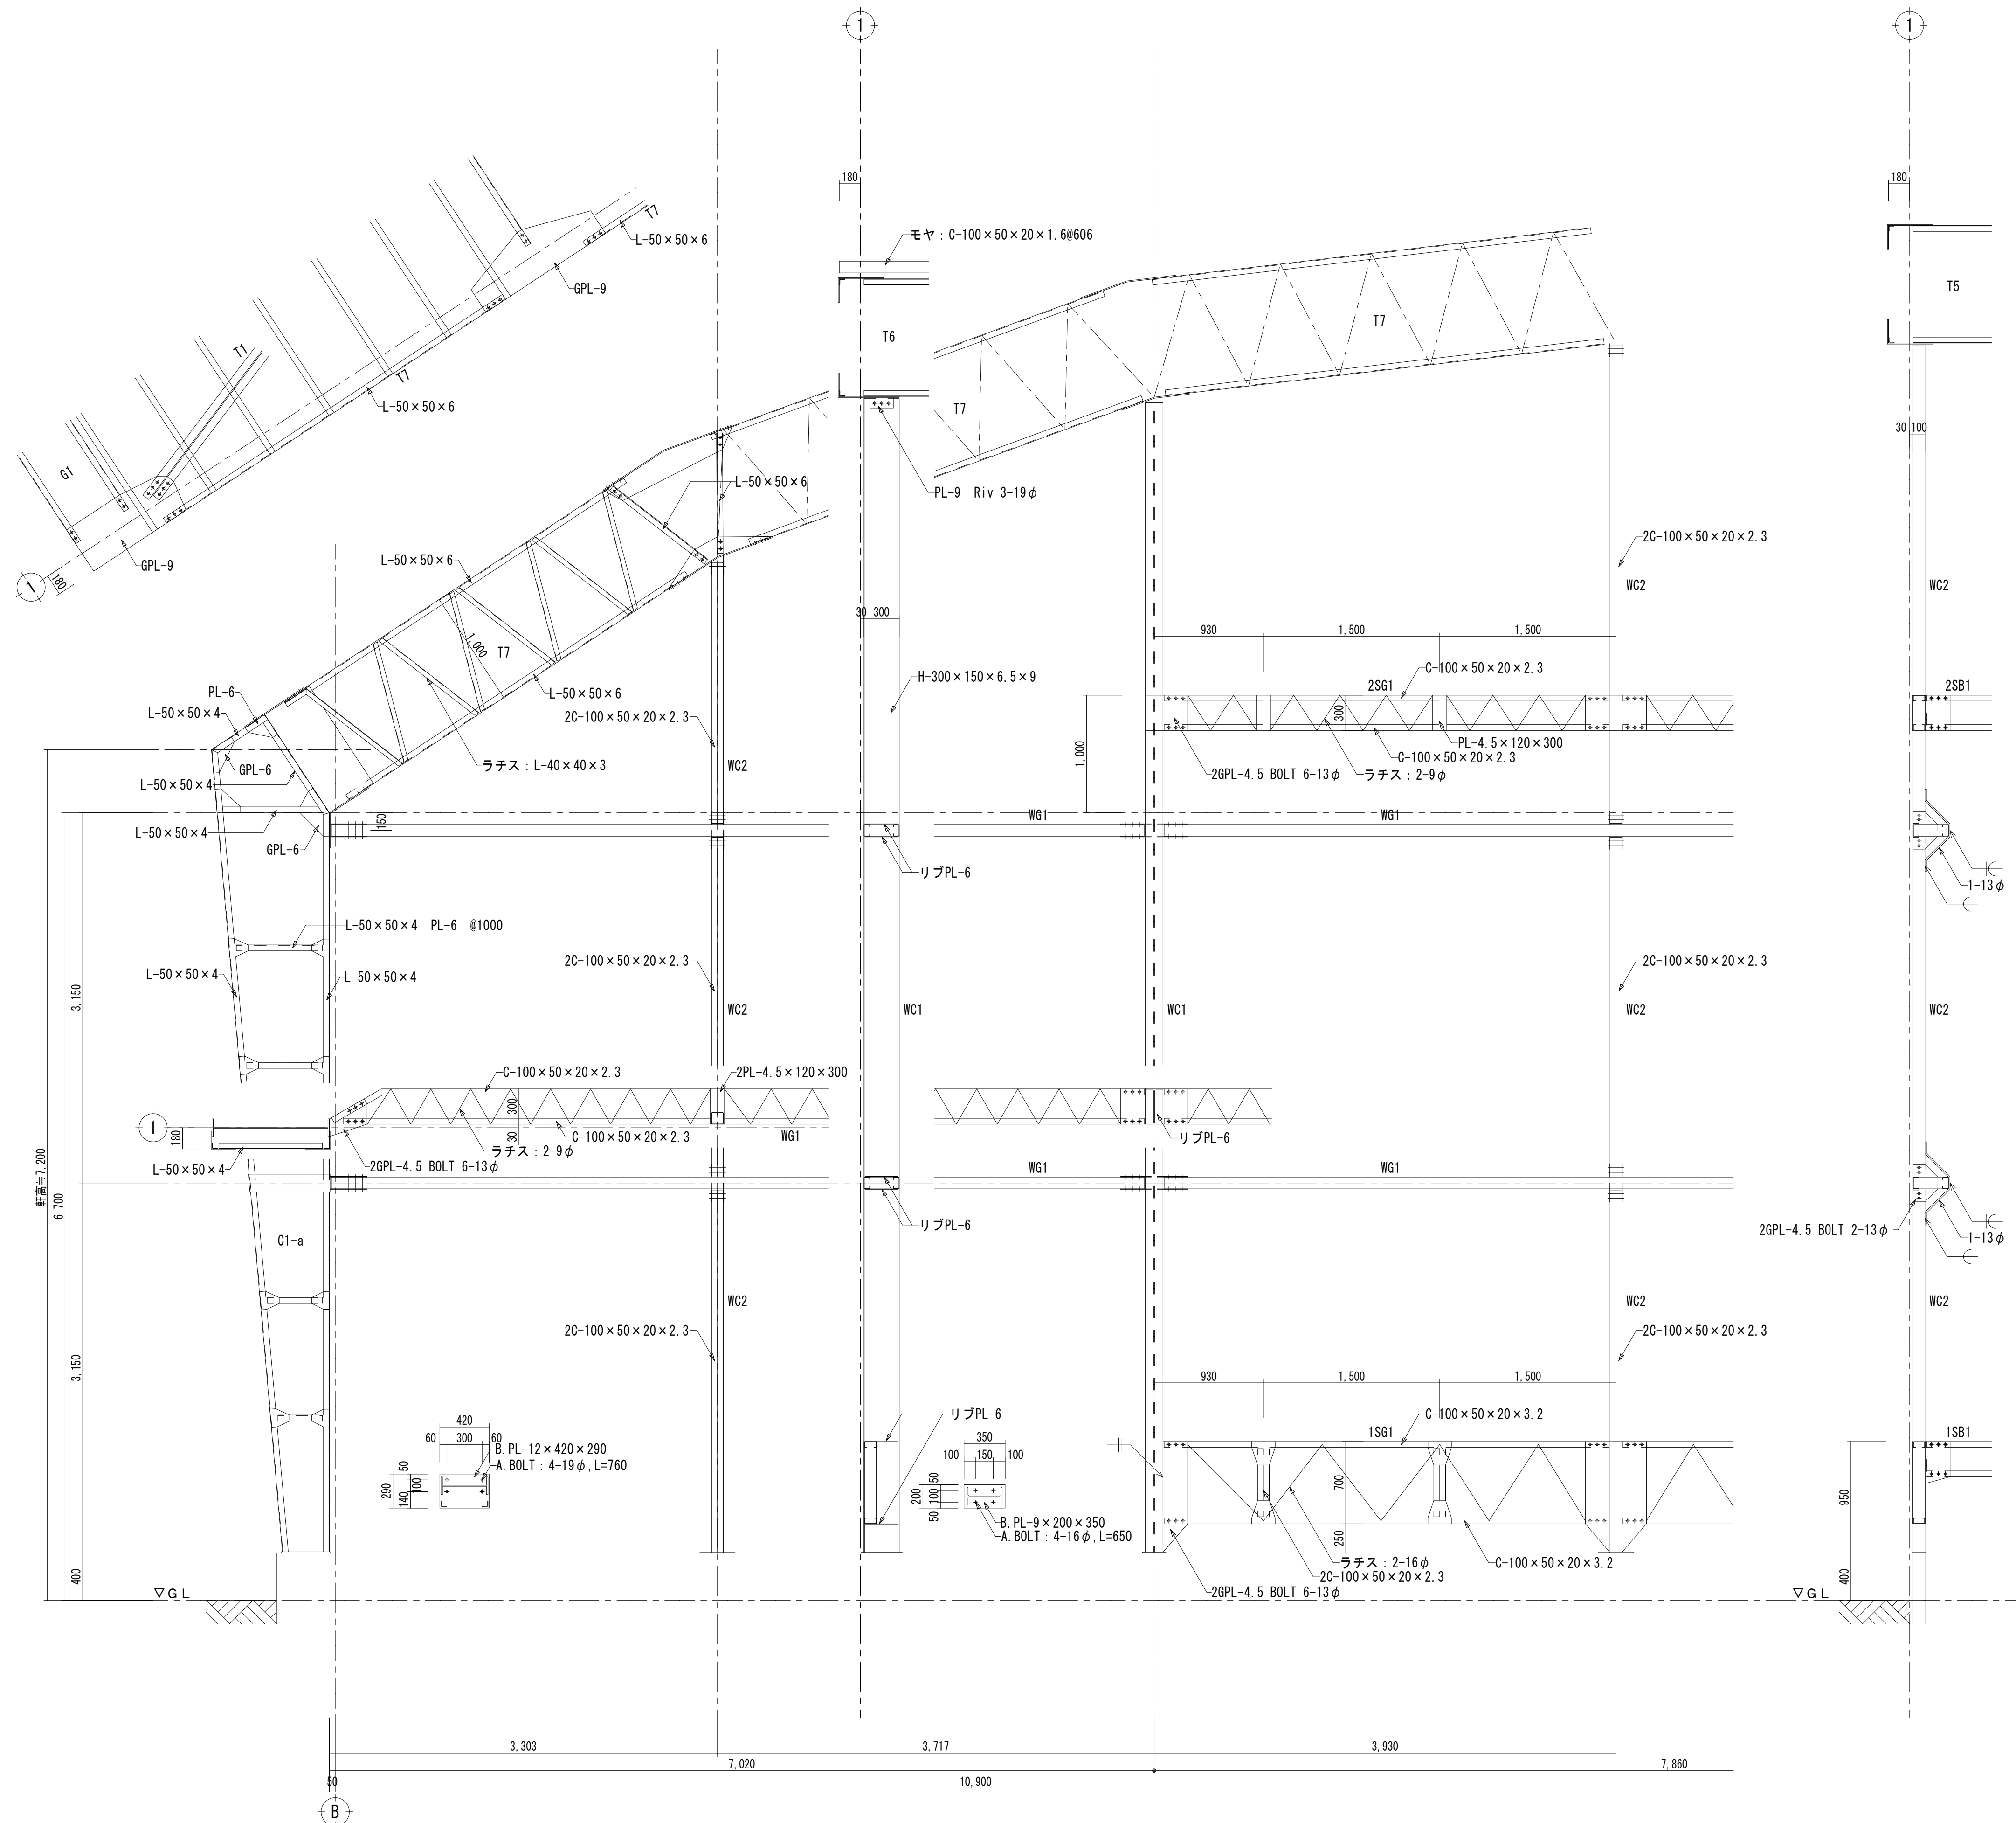 1
1
180
180
モヤ：C-100×50×20×1.6@606
T7
L-50×50×6
GPL-9
T5
T6
T7
T1
T7
L-50×50×6
T7
30 100
G1
L-50×50×6
PL-9 Riv 3-19φ
GPL-9
1
180
L-50×50×6
2C-100×50×20×2.3
WC2
WC2
30 300
1,000
T7
930
1,500
1,500
C-100×50×20×2.3
H-300×150×6.5×9
2SG1
2SB1
PL-6
L-50×50×6
L-50×50×4
2C-100×50×20×2.3
300
PL-4.5×120×300
1,000
C-100×50×20×2.3
GPL-6
ラチス：L-40×40×3
WC2
2GPL-4.5 BOLT 6-13φ
ラチス：2-9φ
L-50×50×4
150
WG1
WG1
L-50×50×4
GPL-6
リブPL-6
1-13φ
L-50×50×4 PL-6 @1000
2C-100×50×20×2.3
2C-100×50×20×2.3
L-50×50×4
L-50×50×4
3,150
WC2
WC1
WC1
WC2
WC2
C-100×50×20×2.3
2PL-4.5×120×300
300
1
180
30
C-100×50×20×2.3
WG1
リブPL-6
ラチス：2-9φ
L-50×50×4
2GPL-4.5 BOLT 6-13φ
WG1
WG1
軒高≒7,200
6,700
リブPL-6
2GPL-4.5 BOLT 2-13φ
1-13φ
C1-a
WC2
WC2
WC2
2C-100×50×20×2.3
2C-100×50×20×2.3
3,150
930
1,500
1,500
420
リブPL-6
C-100×50×20×3.2
1SG1
1SB1
60 300 60
B.PL-12×420×290
A.BOLT：4-19φ,L=760
350
100 150 100
50
100
140
290
50
100
50
200
700
950
B.PL-9×200×350
A.BOLT：4-16φ,L=650
250
ラチス：2-16φ
C-100×50×20×3.2
2C-100×50×20×2.3
2GPL-4.5 BOLT 6-13φ
400
400
▽ＧＬ
▽ＧＬ
3,303
3,717
3,930
7,020
7,860
50
10,900
B